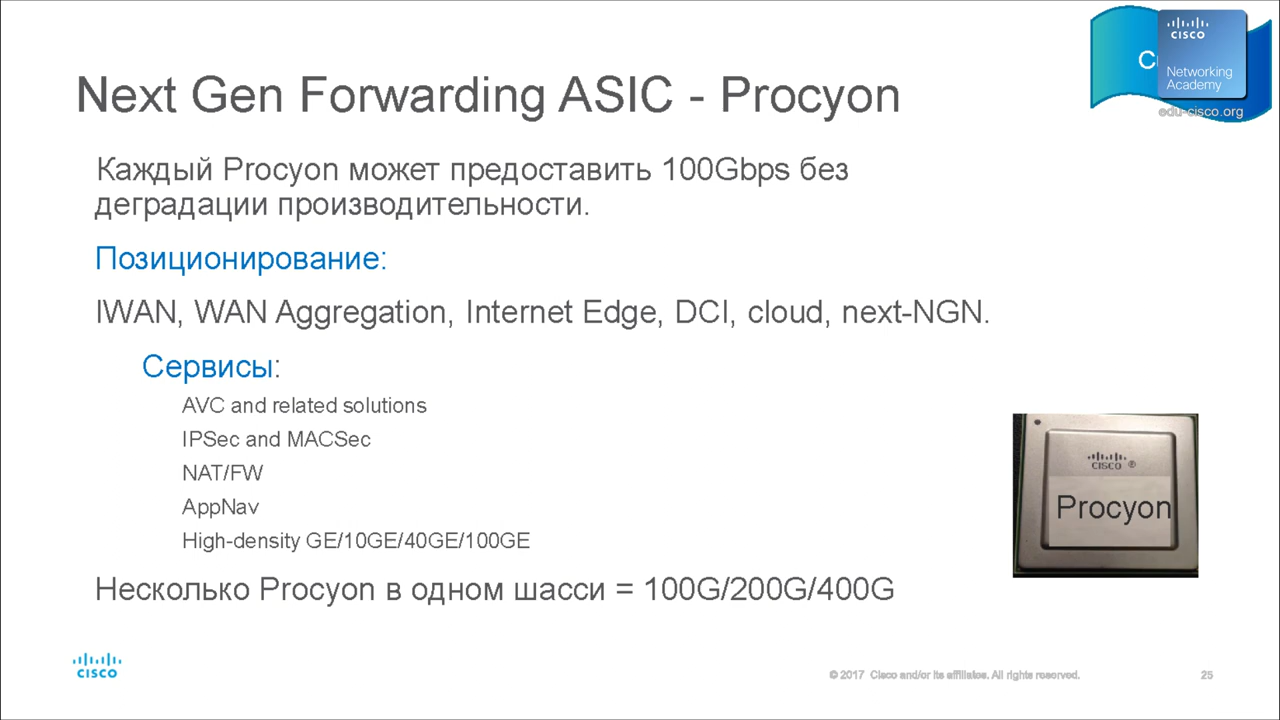 CISCO
Networking
Academy
edu-cisco.org
Next Gen Forwarding ASIC - Procyon
Каждый Procyon может предоставить 100Gbps без
деградации производительности.
Позиционирование:
IWAN, WAN Aggregation, Internet Edge, DCI, cloud, next-NGN.
Сервисы:
AVC and related solutions
IPSec and MACSec
NAT/FW
AppNav
High-density GE/10GE/40GE/100GE
CISCO ®
Procyon
Несколько Procyon в одном шасси = 100G/200G/400G
CISCO
© 2017 Cisco and/or its affiliates. All rights reserved.
25